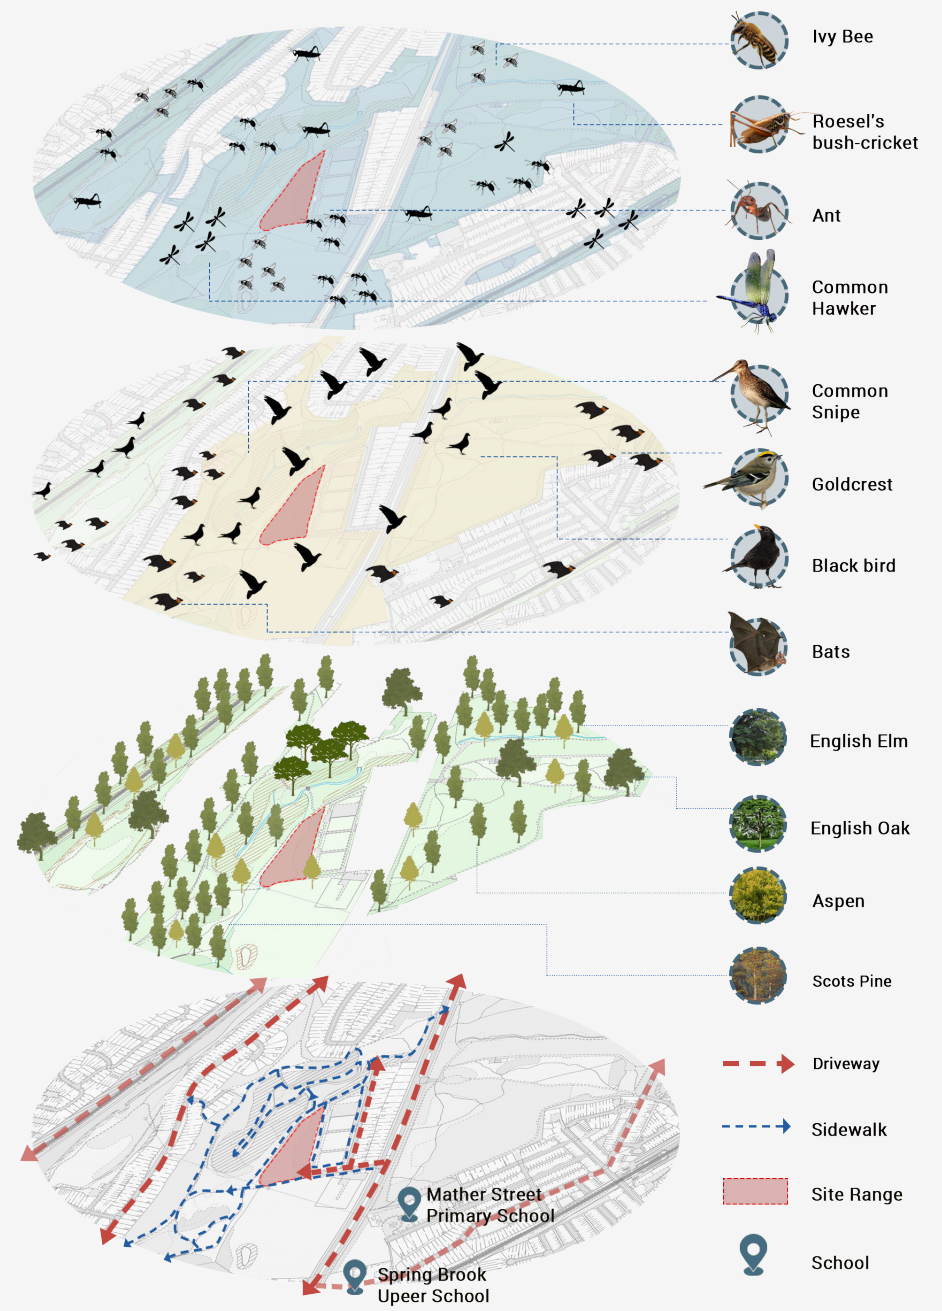 Ivy Bee
Roesel's
bush-cricket
Ant
Common
Hawker
Common
Snipe
Goldcrest
Black bird
Bats
English Elm
English Oak
Aspen
Scots Pine
Driveway
Sidewalk
Site Range
School
Mather Street
Primary School
Spring Brook
Upeer School